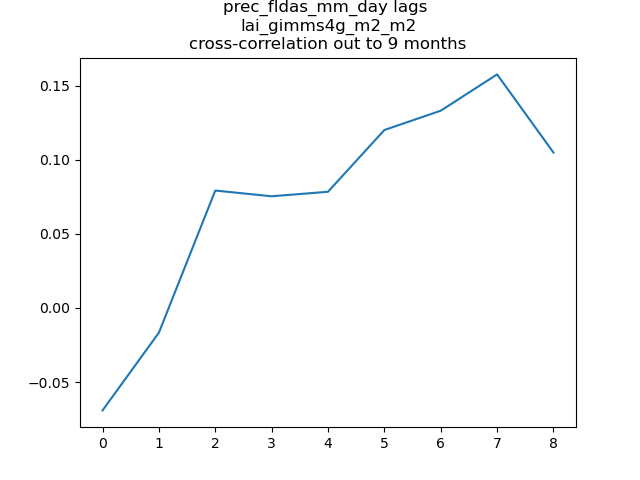 prec_fldas_mm_day lags
lai_gimms4g_m2_m2
cross-correlation out to 9 months
0.15
0.10
0.05
0.00
−0.05
0 1 2 3 4 5 6 7 8